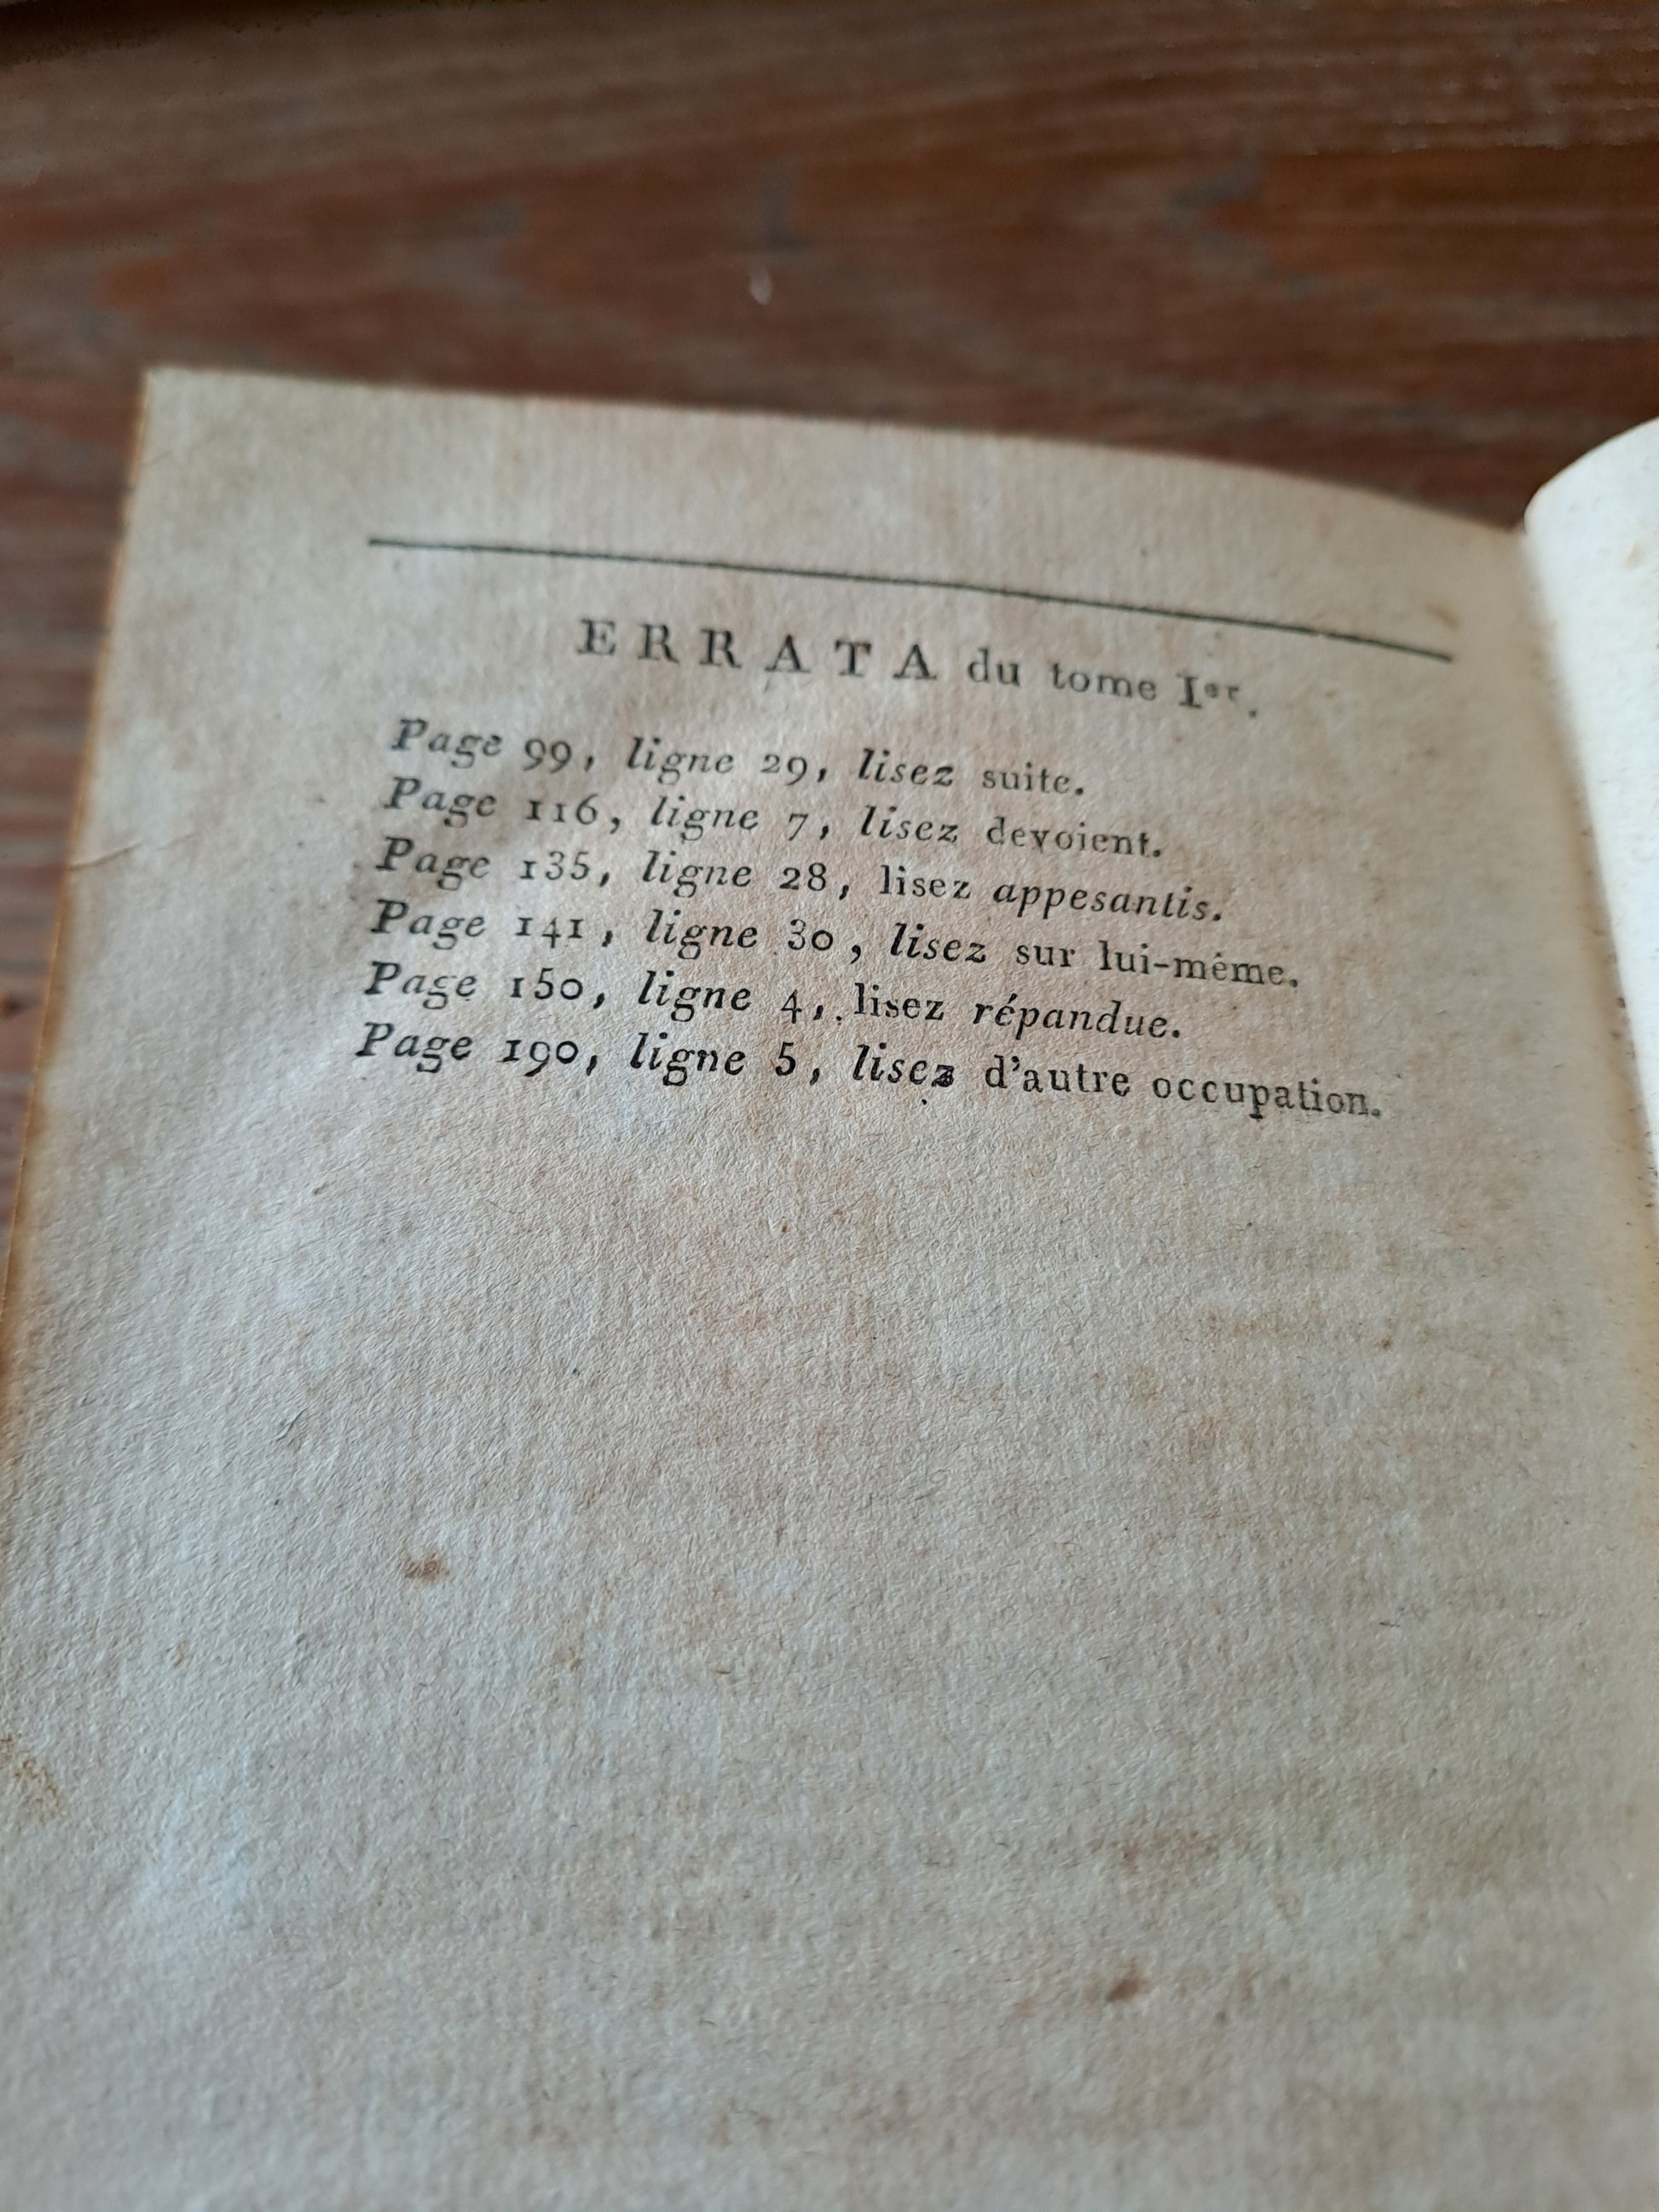 ERRATA du tome Ier.
Page 99, ligne 29, lisez suite.
Page 116, ligne 7, lisez devoient.
Page 135, ligne 28, lisez appesantis.
Page 141, ligne 30, lisez sur lui-même.
Page 150, ligne 4, lisez répandue.
Page 190, ligne 5, lisez d'autre occupation.